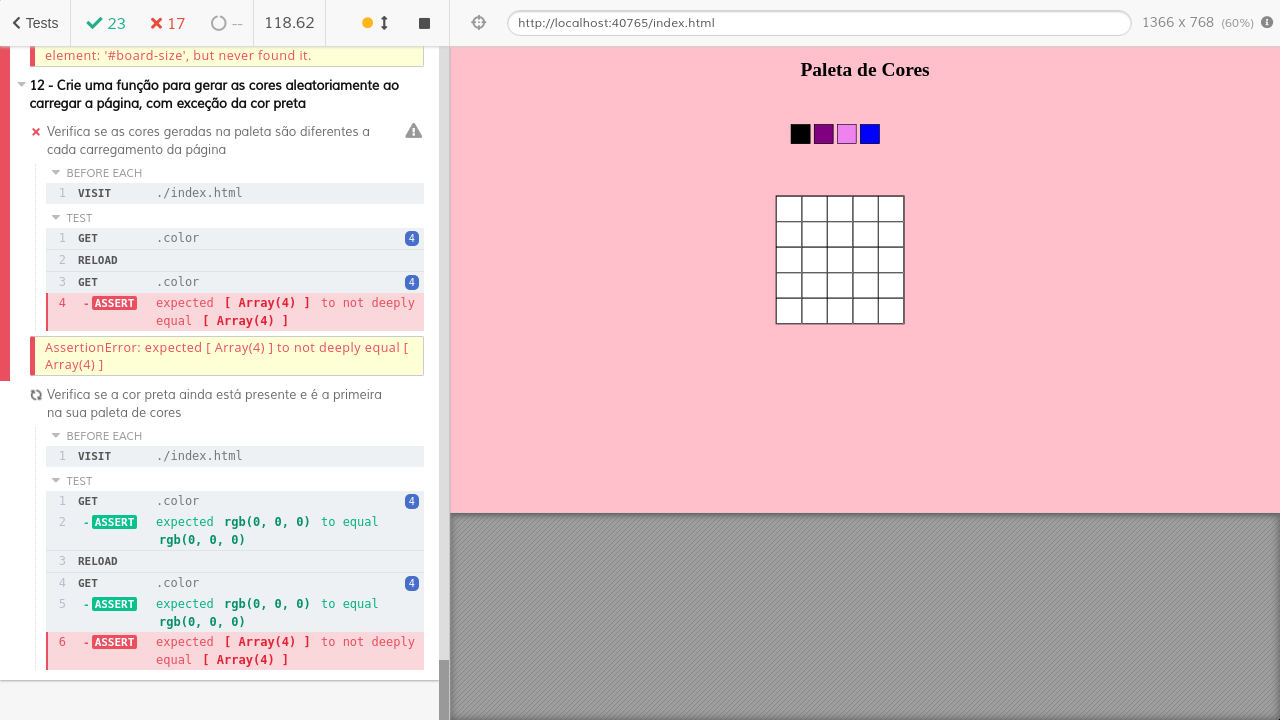 Tests
23
17
--
118.62
http://localhost:40765/index.html
1366 x 768 (60%)
element: '#board-size', but never found it.
12 - Crie uma função para gerar as cores aleatoriamente ao
carregar a página, com exceção da cor preta
Verifica se as cores geradas na paleta são diferentes a
cada carregamento da página
BEFORE EACH
1 VISIT ./index.html
TEST
1 GET .color 4
2 RELOAD
3 GET .color 4
4 -ASSERT expected [ Array(4) ] to not deeply
equal [ Array(4) ]
AssertionError: expected [ Array(4) ] to not deeply equal [
Array(4) ]
Verifica se a cor preta ainda está presente e é a primeira
na sua paleta de cores
BEFORE EACH
1 VISIT ./index.html
TEST
1 GET .color 4
2 -ASSERT expected rgb(0, 0, 0) to equal
rgb(0, 0, 0)
3 RELOAD
4 GET .color 4
5 -ASSERT expected rgb(0, 0, 0) to equal
rgb(0, 0, 0)
6 -ASSERT expected [ Array(4) ] to not deeply
equal [ Array(4) ]
Paleta de Cores